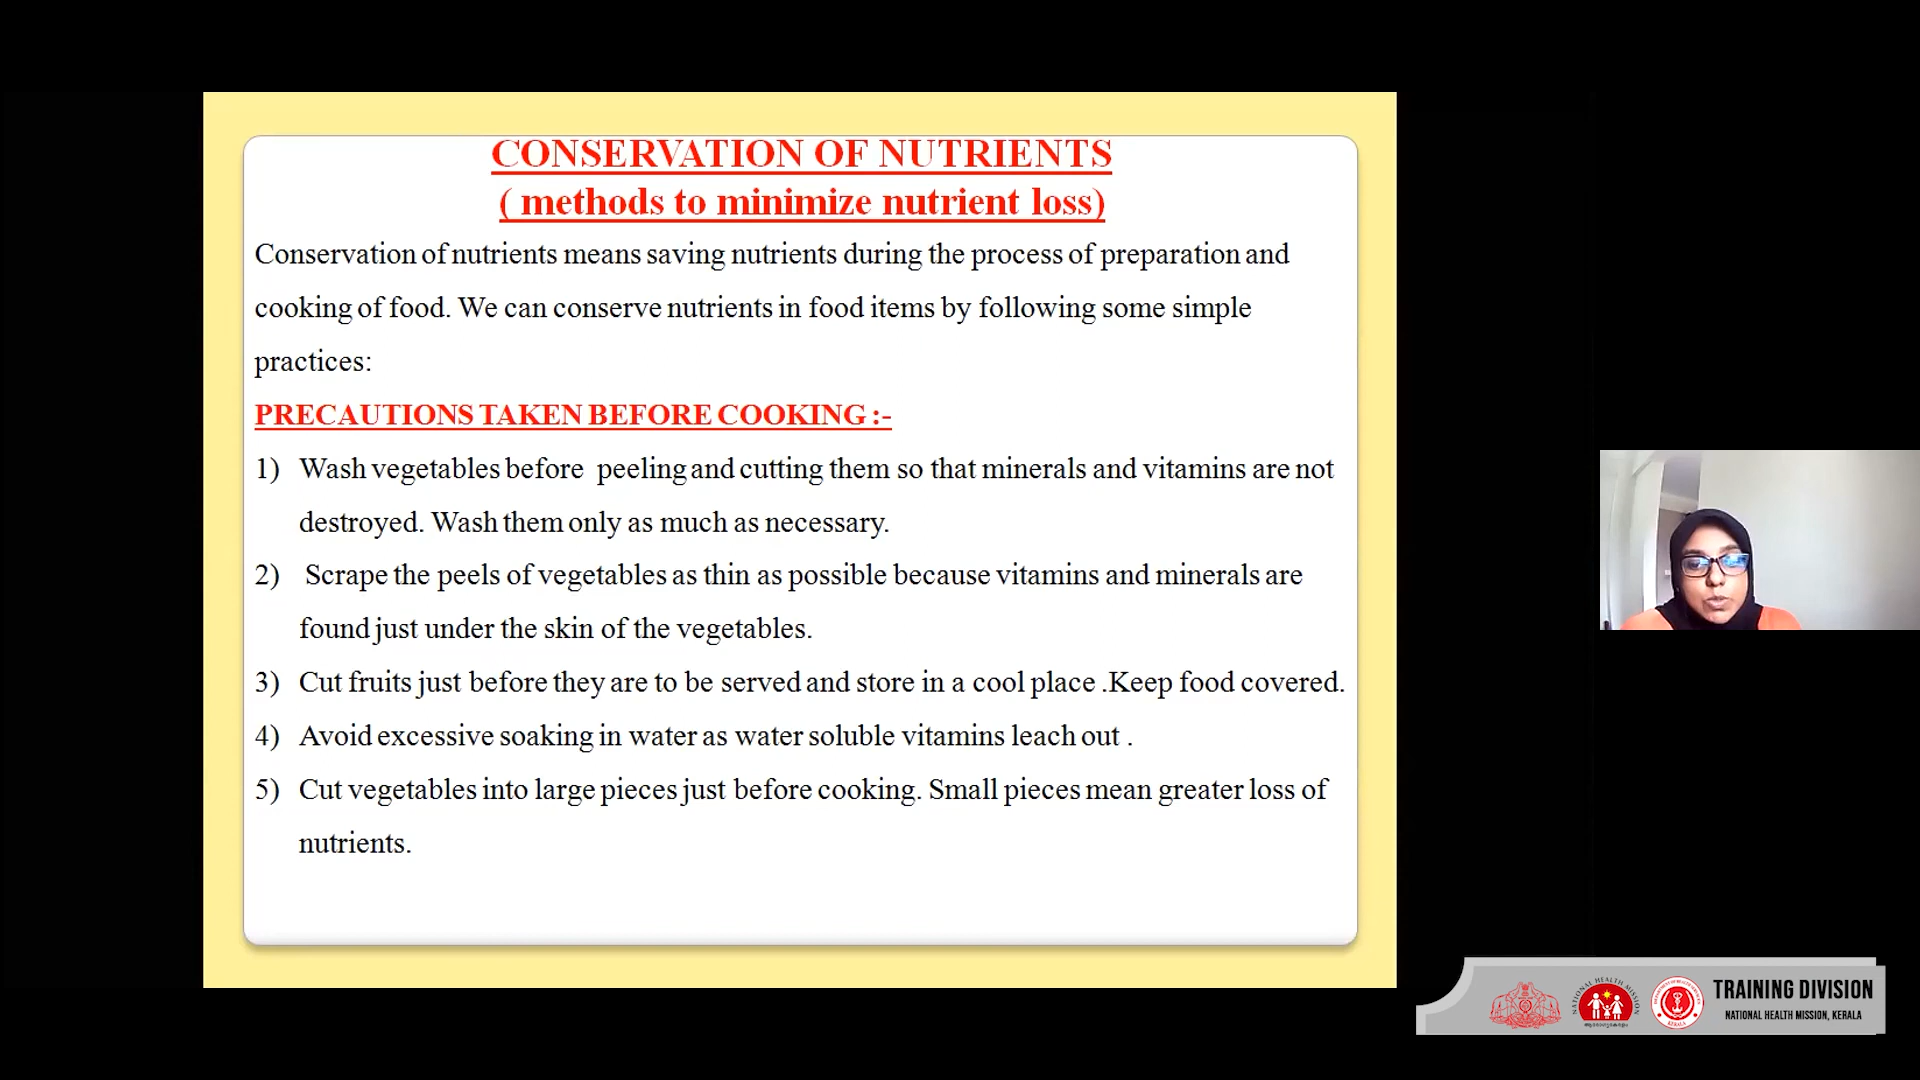 CONSERVATION OF NUTRIENTS
( methods to minimize nutrient loss)
Conservation of nutrients means saving nutrients during the process of preparation and
cooking of food. We can conserve nutrients in food items by following some simple
practices:
PRECAUTIONS TAKEN BEFORE COOKING :-
1) Wash vegetables before peeling and cutting them so that minerals and vitamins are not
destroyed. Wash them only as much as necessary.
2) Scrape the peels of vegetables as thin as possible because vitamins and minerals are
found just under the skin of the vegetables.
3) Cut fruits just before they are to be served and store in a cool place .Keep food covered.
4) Avoid excessive soaking in water as water soluble vitamins leach out .
5) Cut vegetables into large pieces just before cooking. Small pieces mean greater loss of
nutrients.
NATIONAL HEALTH MISSION
KERALA
TRAINING DIVISION
NATIONAL HEALTH MISSION, KERALA